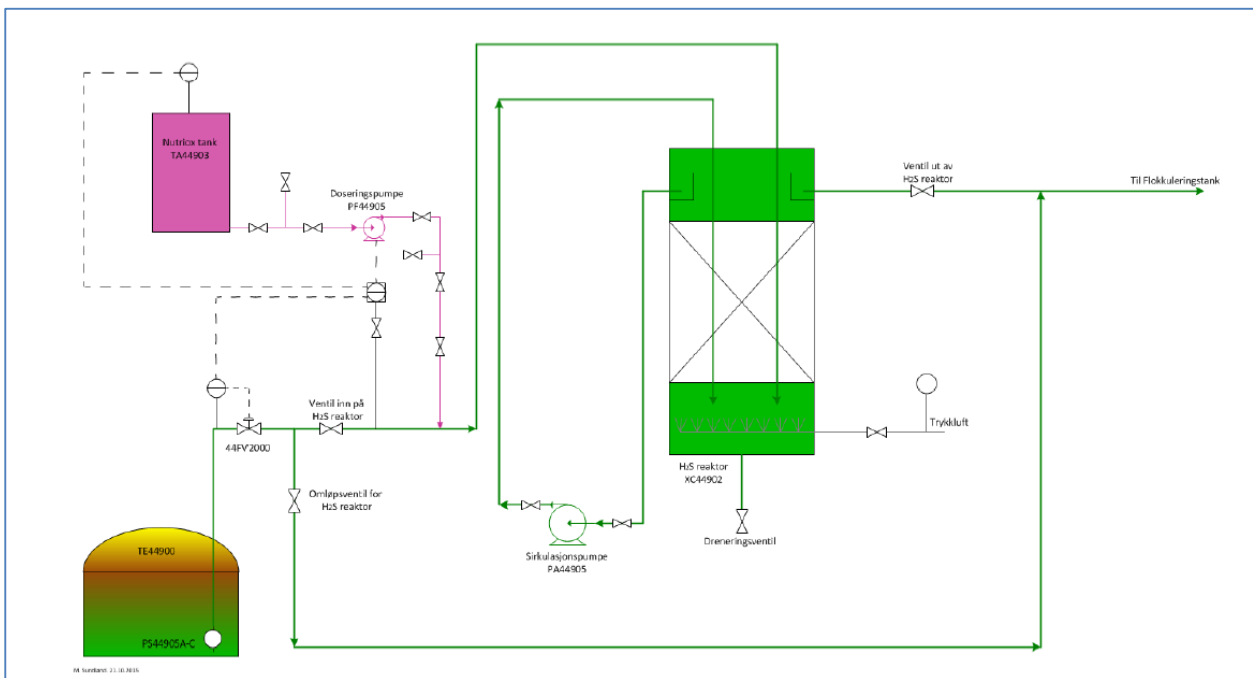 Nutriox tank
TA44903
Doseringspumpe
PF44905
Ventil ut av
H2S reaktor
Til Flokkuleringstank
Ventil inn på
H2S reaktor
44FV2000
Trykkluft
H2S reaktor
XC44902
Omløpsventil for
H2S reaktor
Dreneringsventil
Sirkulasjonspumpe
PA44905
TE44900
PS44905A-C